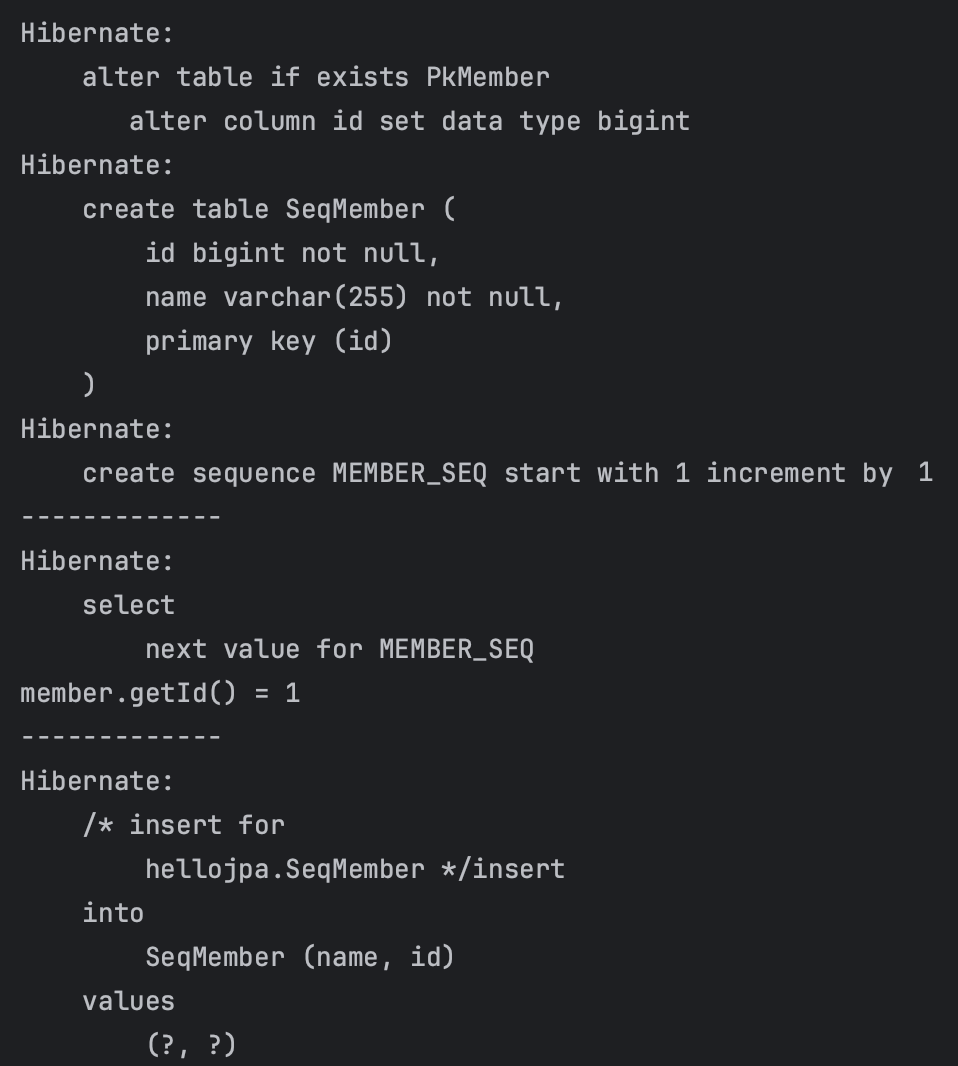 Hibernate:
    alter table if exists PkMember
       alter column id set data type bigint
Hibernate:
    create table SeqMember (
        id bigint not null,
        name varchar(255) not null,
        primary key (id)
    )
Hibernate:
    create sequence MEMBER_SEQ start with 1 increment by 1
-------------
Hibernate:
    select
        next value for MEMBER_SEQ
member.getId() = 1
-------------
Hibernate:
    /* insert for
        hellojpa.SeqMember */insert
    into
        SeqMember (name, id)
    values
        (?, ?)